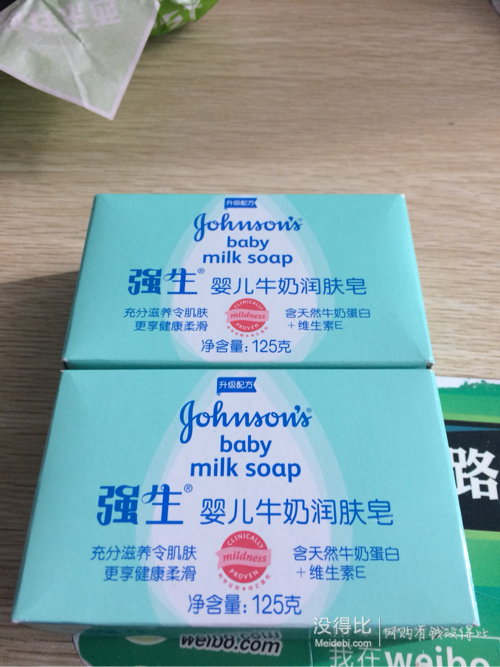 升级配方
Johnson's®
baby
milk soap
强生® 婴儿牛奶润肤皂
充分滋养令肌肤
更享健康柔滑
CLINICALLY
mildness
PROVEN
含天然牛奶蛋白
+维生素E
净含量: 125克
升级配方
Johnson's®
baby
milk soap
强生® 婴儿牛奶润肤皂
充分滋养令肌肤
更享健康柔滑
CLINICALLY
mildness
PROVEN
含天然牛奶蛋白
+维生素E
净含量: 125克
路
weibo.com
我在weibo
没得比
Meidebi.com
网购有钱没得比